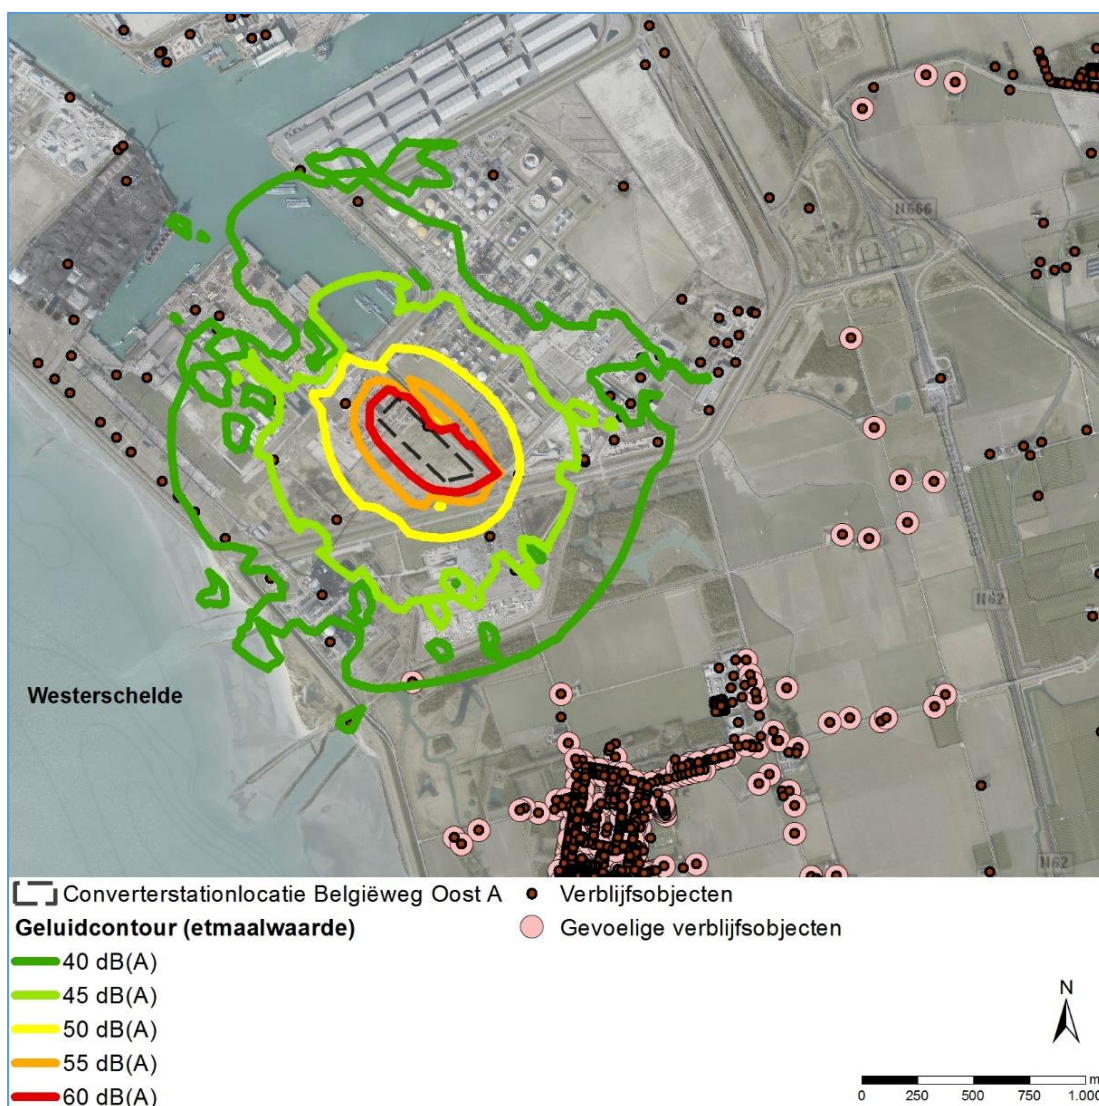 N666
N62
Westerschelde
N62
Converterstationlocatie Belgiëweg Oost A
Verblijfsobjecten
Geluidcontour (etmaalwaarde)
Gevoelige verblijfsobjecten
40 dB(A)
45 dB(A)
50 dB(A)
55 dB(A)
60 dB(A)
N
m
0 250 500 750 1.000